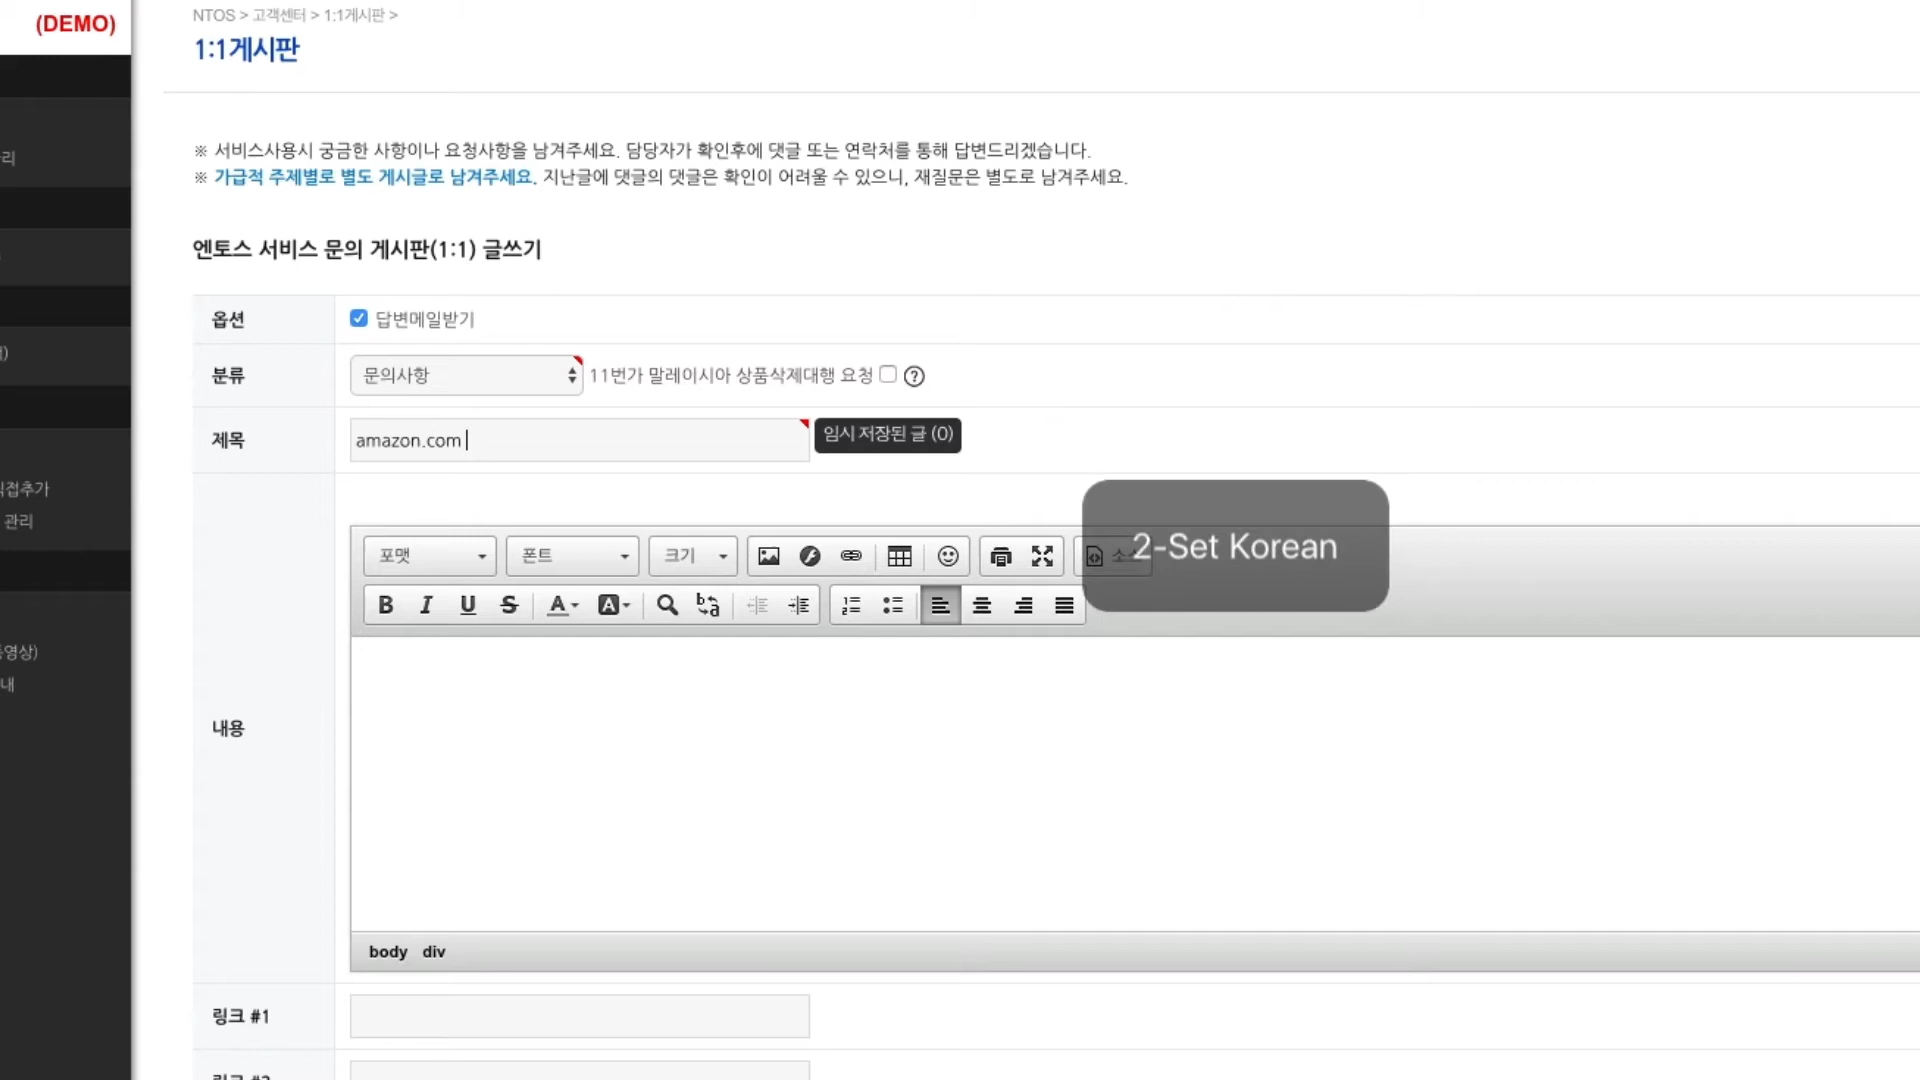 (DEMO)
NTOS > 고객센터 > 1:1게시판 >
1:1게시판
※ 서비스사용시 궁금한 사항이나 요청사항을 남겨주세요. 담당자가 확인후에 댓글 또는 연락처를 통해 답변드리겠습니다.
※ 가급적 주제별로 별도 게시글로 남겨주세요. 지난글에 댓글의 댓글은 확인이 어려울 수 있으니, 재질문은 별도로 남겨주세요.
엔토스 서비스 문의 게시판(1:1) 글쓰기
옵션
답변메일받기
분류
문의사항
11번가 말레이시아 상품삭제대행 요청
제목
amazon.com
임시 저장된 글 (0)
2-Set Korean
포맷
폰트
크기
소스
내용
body div
링크 #1
관리